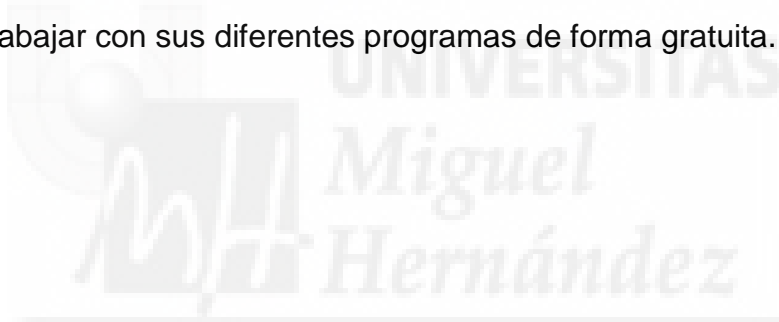 abajar con sus diferentes programas de forma gratuita.
UNIVERSITAS
Miguel
Hernández